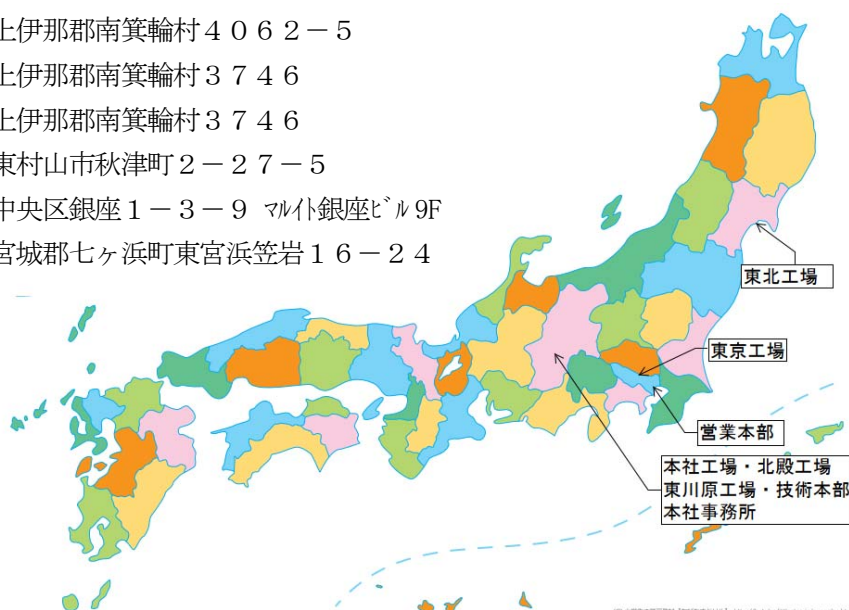 上伊那郡南箕輪村４０６２－５
上伊那郡南箕輪村３７４６
上伊那郡南箕輪村３７４６
東村山市秋津町２－２７－５
中央区銀座１－３－９ ﾏﾙｲﾄ銀座ﾋﾞﾙ 9F
宮城郡七ヶ浜町東宮浜笠岩１６－２４
東北工場
東京工場
営業本部
本社工場・北殿工場
東川原工場・技術本部
本社事務所